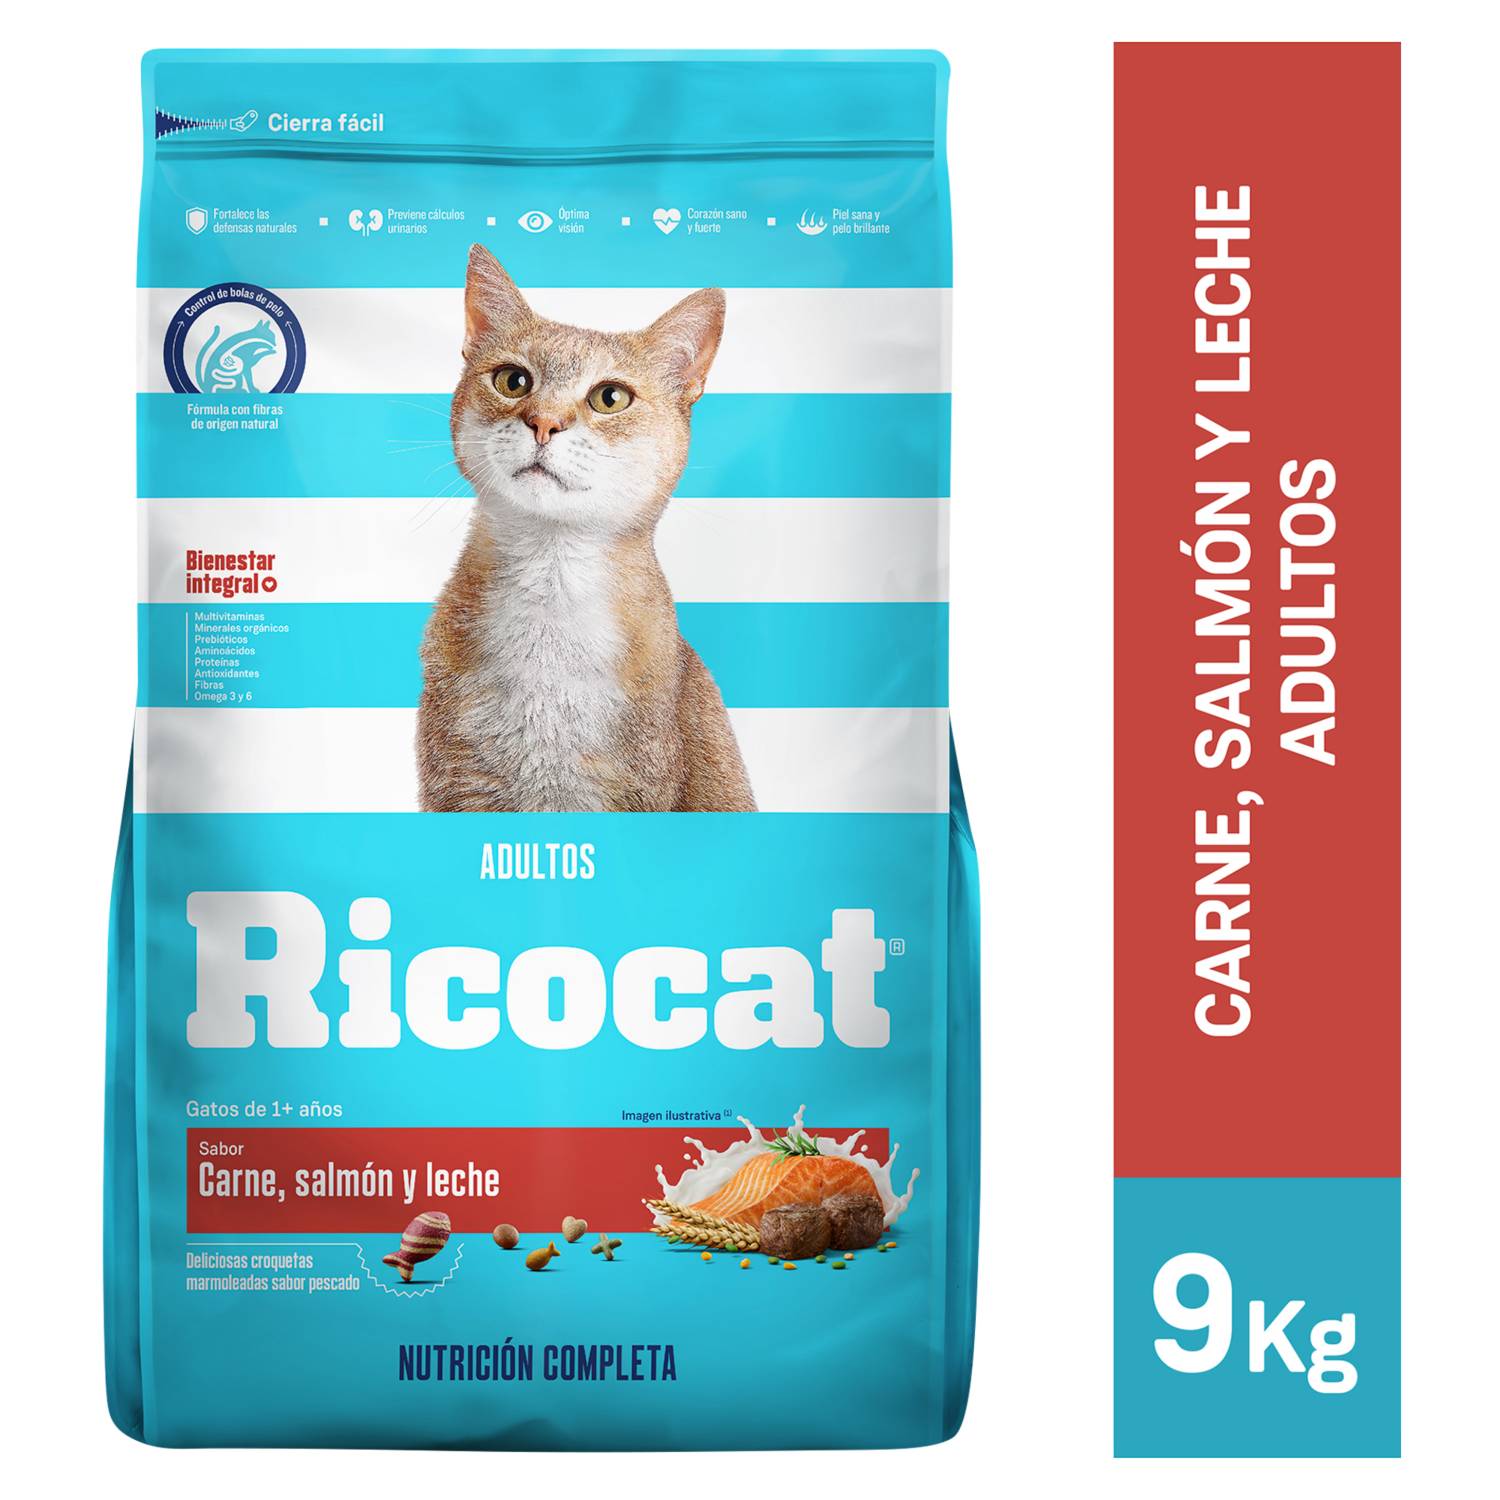 Cierra fácil
Fortalece las
defensas naturales
Previene cálculos
urinarios
Óptima
visión
Corazón sano
y fuerte
Piel sana y
pelo brillante
Control de bolas de pelo
Fórmula con fibras
de origen natural
Bienestar
integral
Multivitaminas
Minerales orgánicos
Prebióticos
Aminoácidos
Proteínas
Antioxidantes
Fibras
Omega 3 y 6
ADULTOS
Ricocat®
Gatos de 1+ años
Imagen ilustrativa (1)
Sabor
Carne, salmón y leche
Deliciosas croquetas
marmoleadas sabor pescado
NUTRICIÓN COMPLETA
CARNE, SALMÓN Y LECHE
ADULTOS
9Kg